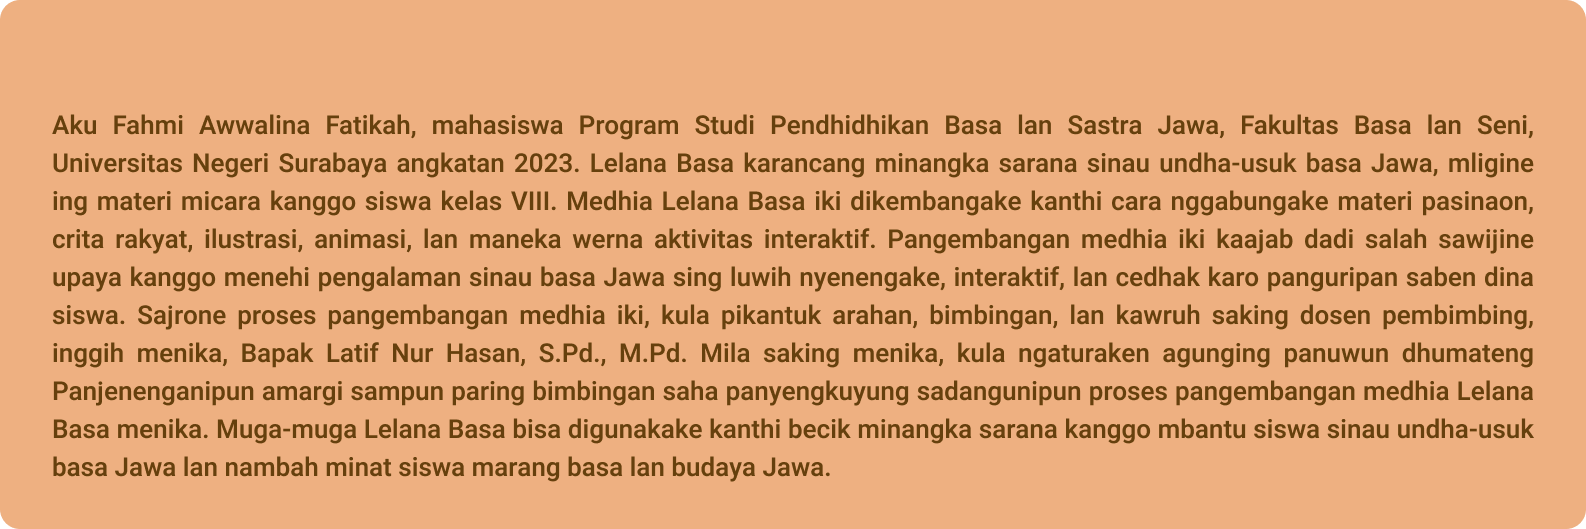 Aku Fahmi Awwalina Fatikah, mahasiswa Program Studi Pendhidhikan Basa lan Sastra Jawa, Fakultas Basa lan Seni,
Universitas Negeri Surabaya angkatan 2023. Lelana Basa karancang minangka sarana sinau undha-usuk basa Jawa, mligine
ing materi micara kanggo siswa kelas VIII. Medhia Lelana Basa iki dikembangake kanthi cara nggabungake materi pasinaon,
crita rakyat, ilustrasi, animasi, lan maneka werna aktivitas interaktif. Pangembangan medhia iki kaajab dadi salah sawijine
upaya kanggo menehi pengalaman sinau basa Jawa sing luwih nyenengake, interaktif, lan cedhak karo panguripan saben dina
siswa. Sajrone proses pangembangan medhia iki, kula pikantuk arahan, bimbingan, lan kawruh saking dosen pembimbing,
inggih menika, Bapak Latif Nur Hasan, S.Pd., M.Pd. Mila saking menika, kula ngaturaken agunging panuwun dhumateng
Panjenenganipun amargi sampun paring bimbingan saha panyengkuyung sadangunipun proses pangembangan medhia Lelana
Basa menika. Muga-muga Lelana Basa bisa digunakake kanthi becik minangka sarana kanggo mbantu siswa sinau undha-usuk
basa Jawa lan nambah minat siswa marang basa lan budaya Jawa.